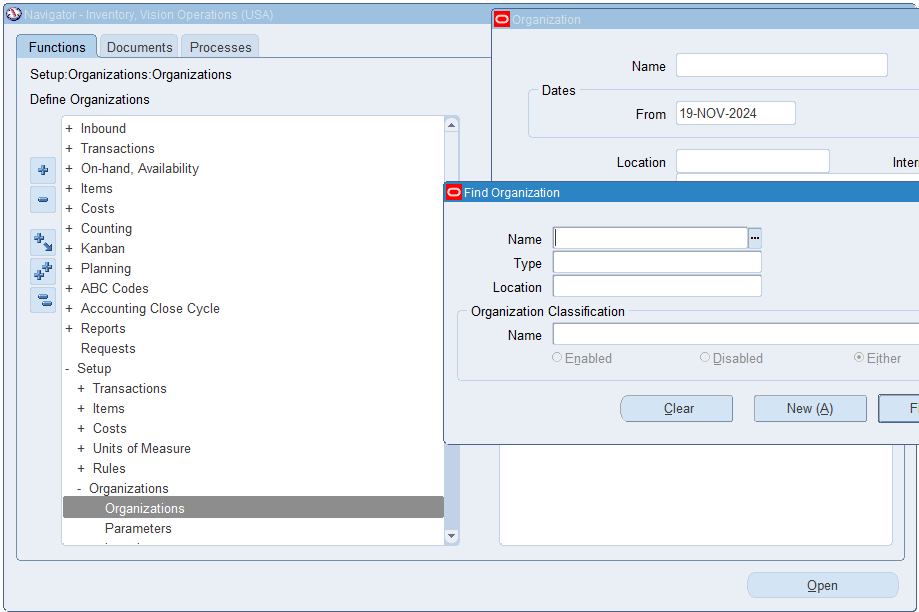 Navigator - Inventory, Vision Operations (USA)
Functions
Documents
Processes
Setup:Organizations:Organizations
Define Organizations
+ Inbound
+ Transactions
+ On-hand, Availability
+ Items
+ Costs
+ Counting
+ Kanban
+ Planning
+ ABC Codes
+ Accounting Close Cycle
+ Reports
Requests
- Setup
+ Transactions
+ Items
+ Costs
+ Units of Measure
+ Rules
- Organizations
Organizations
Parameters
Organization
Name
Dates
From 19-NOV-2024
Location
Inter
Find Organization
Name
...
Type
Location
Organization Classification
Name
Enabled
Disabled
Either
Clear
New (A)
F
Open